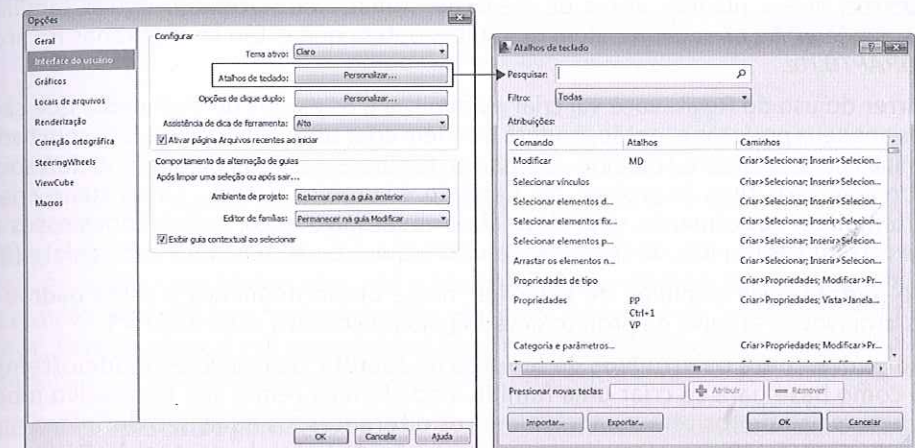 Opções
Geral
Interface do usuário
Gráficos
Locais de arquivos
Renderização
Correção ortográfica
SteeringWheels
ViewCube
Macros
Configurar
Tema ativo: Claro
Atalhos de teclado: Personalizar...
Opções de clique duplo: Personalizar...
Assistência de dica de ferramenta: Alto
Ativar página Arquivos recentes ao iniciar
Comportamento da alternação de guias
Após limpar uma seleção ou após sair...
Ambiente de projeto: Retornar para a guia anterior
Editor de famílias: Permanecer na guia Modificar
Exibir guia contextual ao selecionar
OK Cancelar Ajuda
Atalhos de teclado
Pesquisar:
Filtro: Todas
Atribuições:
Comando Atalhos Caminhos
Modificar MD Criar>Selecionar; Inserir>Selecion...
Selecionar vínculos Criar>Selecionar; Inserir>Selecion...
Selecionar elementos d... Criar>Selecionar; Inserir>Selecion...
Selecionar elementos fix... Criar>Selecionar; Inserir>Selecion...
Selecionar elementos p... Criar>Selecionar; Inserir>Selecion...
Arrastar os elementos n... Criar>Selecionar; Inserir>Selecion...
Propriedades de tipo Criar>Propriedades; Modificar>Pr...
Propriedades PP Criar>Propriedades; Vista>Janela...
Ctrl+1
VP
Categoria e parâmetros... Criar>Propriedades; Modificar>Pr...
Pressionar novas teclas: Atribuir Remover
Importar... Exportar... OK Cancelar